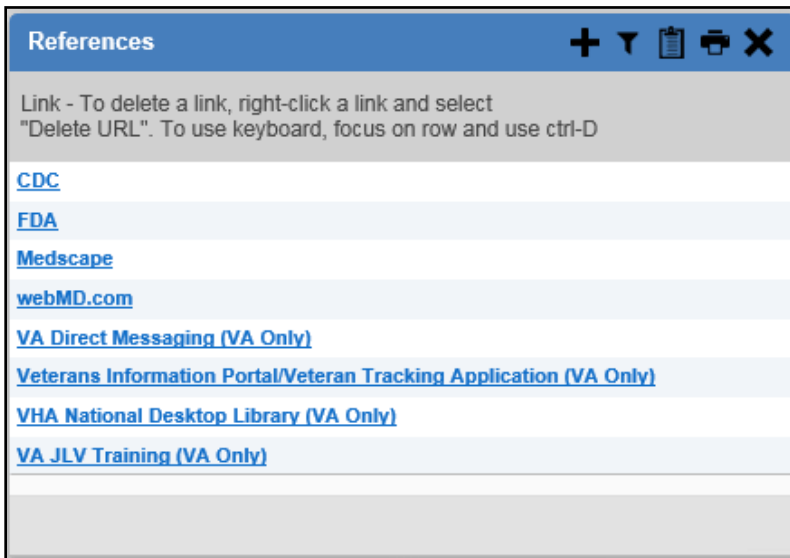 References
Link - To delete a link, right-click a link and select
"Delete URL". To use keyboard, focus on row and use ctrl-D
CDC
FDA
Medscape
webMD.com
VA Direct Messaging (VA Only)
Veterans Information Portal/Veteran Tracking Application (VA Only)
VHA National Desktop Library (VA Only)
VA JLV Training (VA Only)